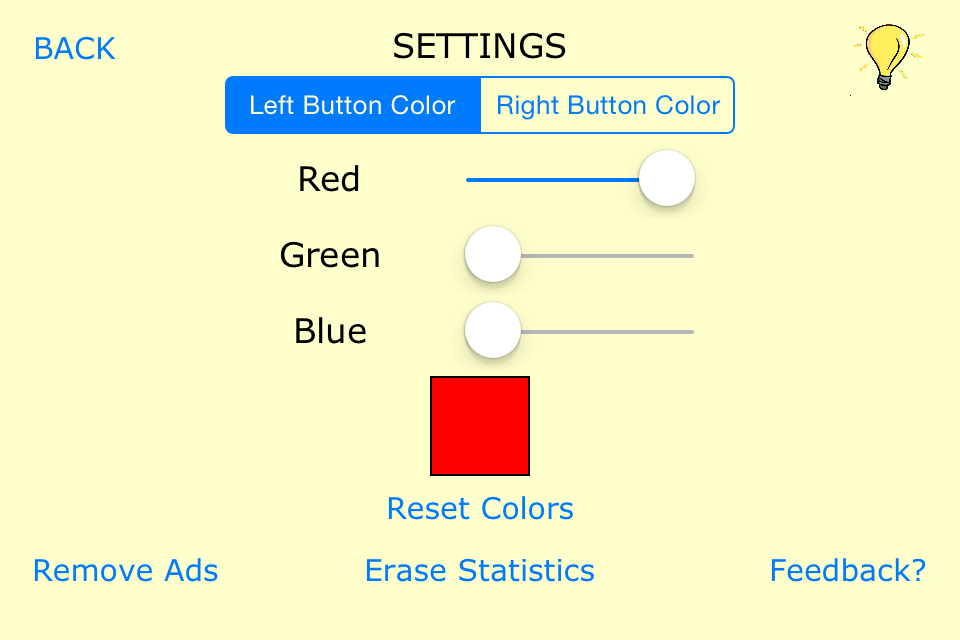 BACK
SETTINGS
Left Button Color
Right Button Color
Red
Green
Blue
Reset Colors
Remove Ads
Erase Statistics
Feedback?